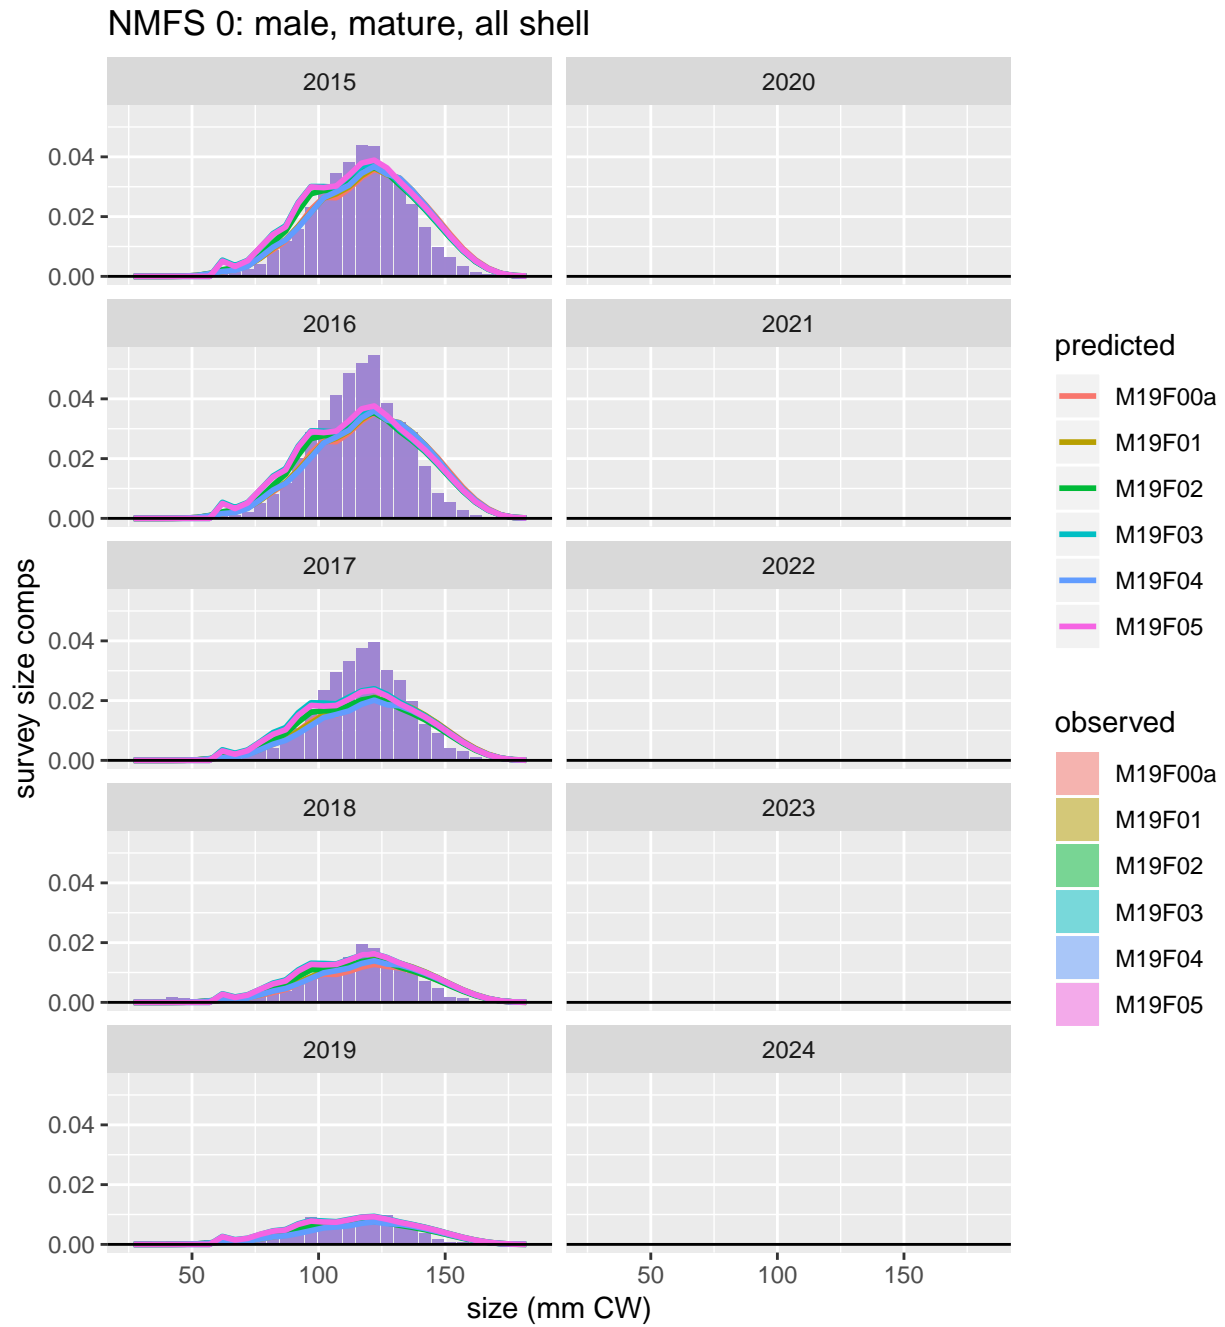 NMFS 0: male, mature, all shell
2015
2020
0.04
0.02
0.00
2016
2021
0.04
0.02
0.00
2017
2022
0.04
0.02
0.00
2018
2023
0.04
0.02
0.00
2019
2024
0.04
0.02
0.00
50 100 150
50 100 150
size (mm CW)
survey size comps
predicted
M19F00a
M19F01
M19F02
M19F03
M19F04
M19F05
observed
M19F00a
M19F01
M19F02
M19F03
M19F04
M19F05